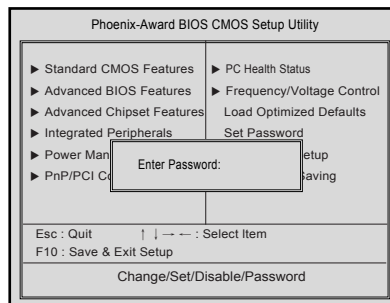 Phoenix-Award BIOS CMOS Setup Utility
▶ Standard CMOS Features
▶ Advanced BIOS Features
▶ Advanced Chipset Features
▶ Integrated Peripherals
▶ Power Man
▶ PnP/PCI Co
▶ PC Health Status
▶ Frequency/Voltage Control
Load Optimized Defaults
Set Password
etup
Saving
Enter Password:
Esc : Quit ↑ ↓ → ← : Select Item
F10 : Save & Exit Setup
Change/Set/Disable/Password